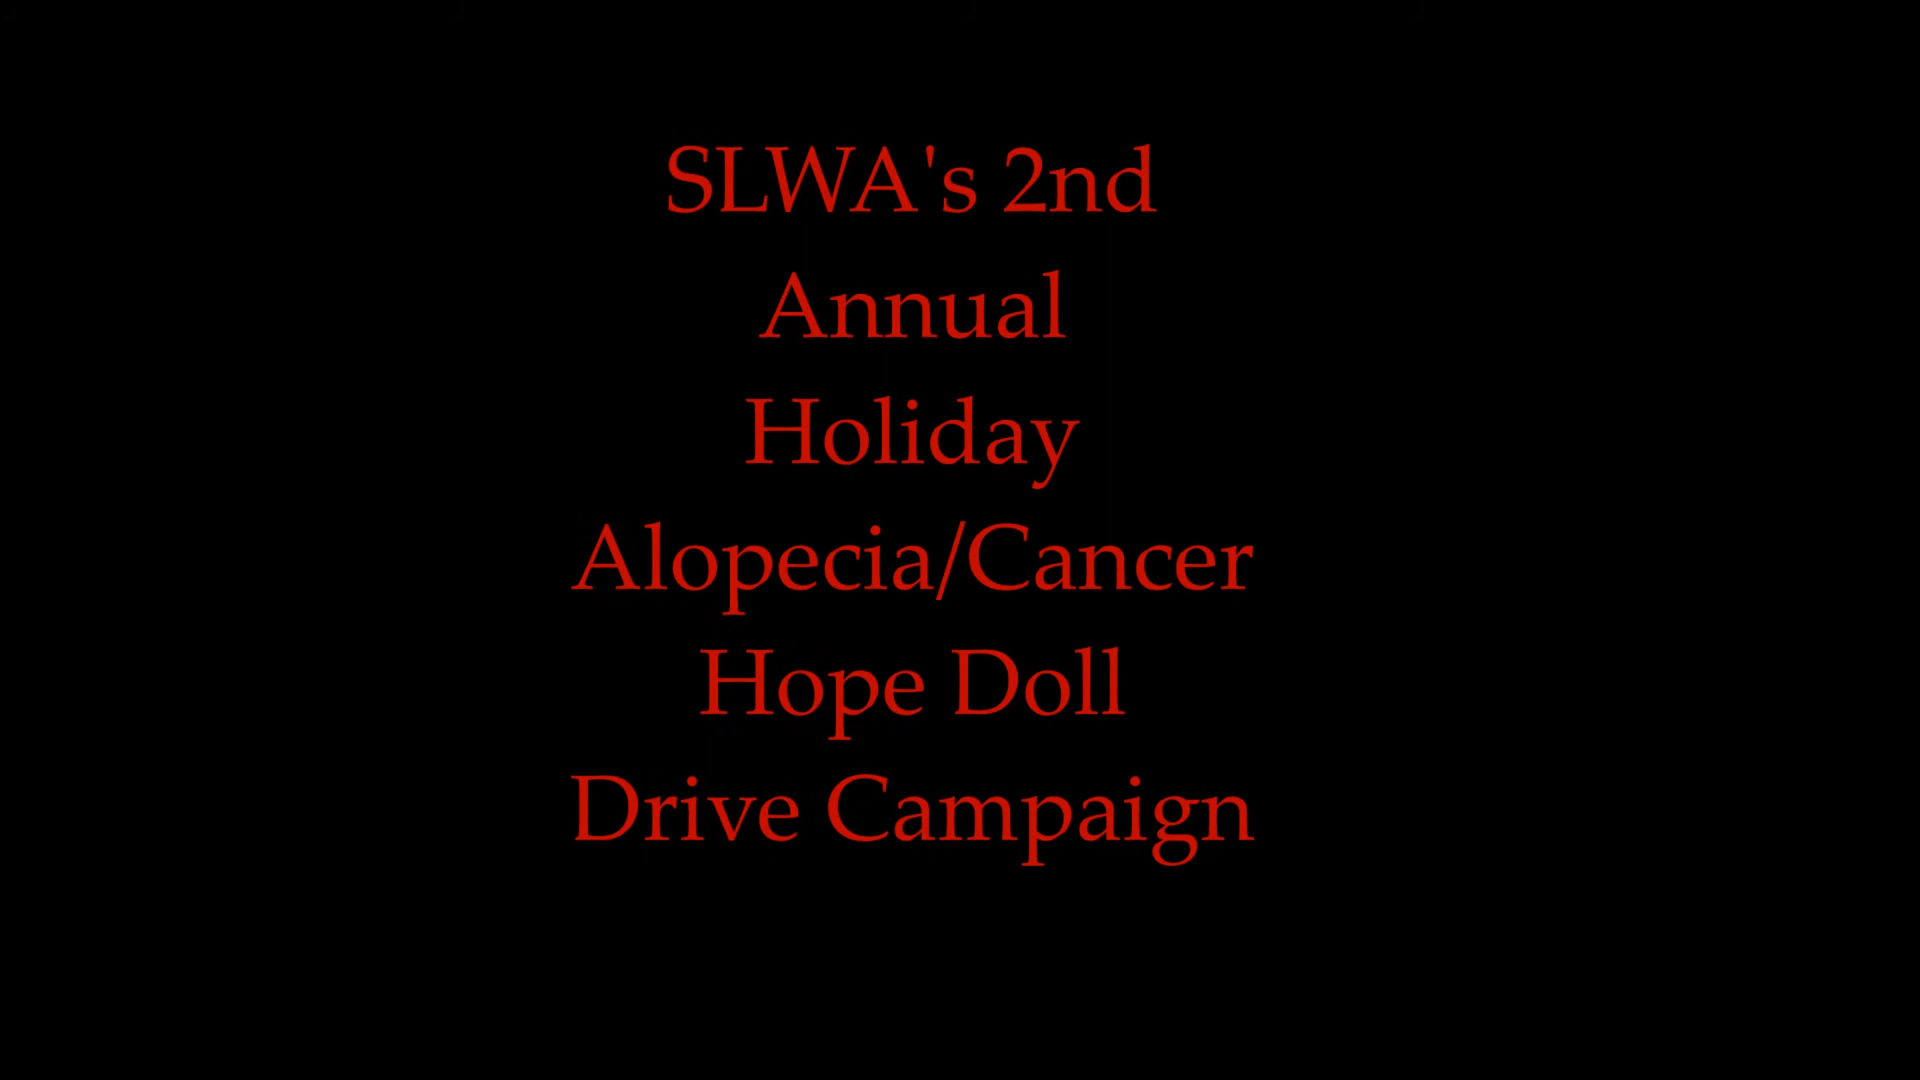 SLWA's 2nd
Annual
Holiday
Alopecia/Cancer
Hope Doll
Drive Campaign